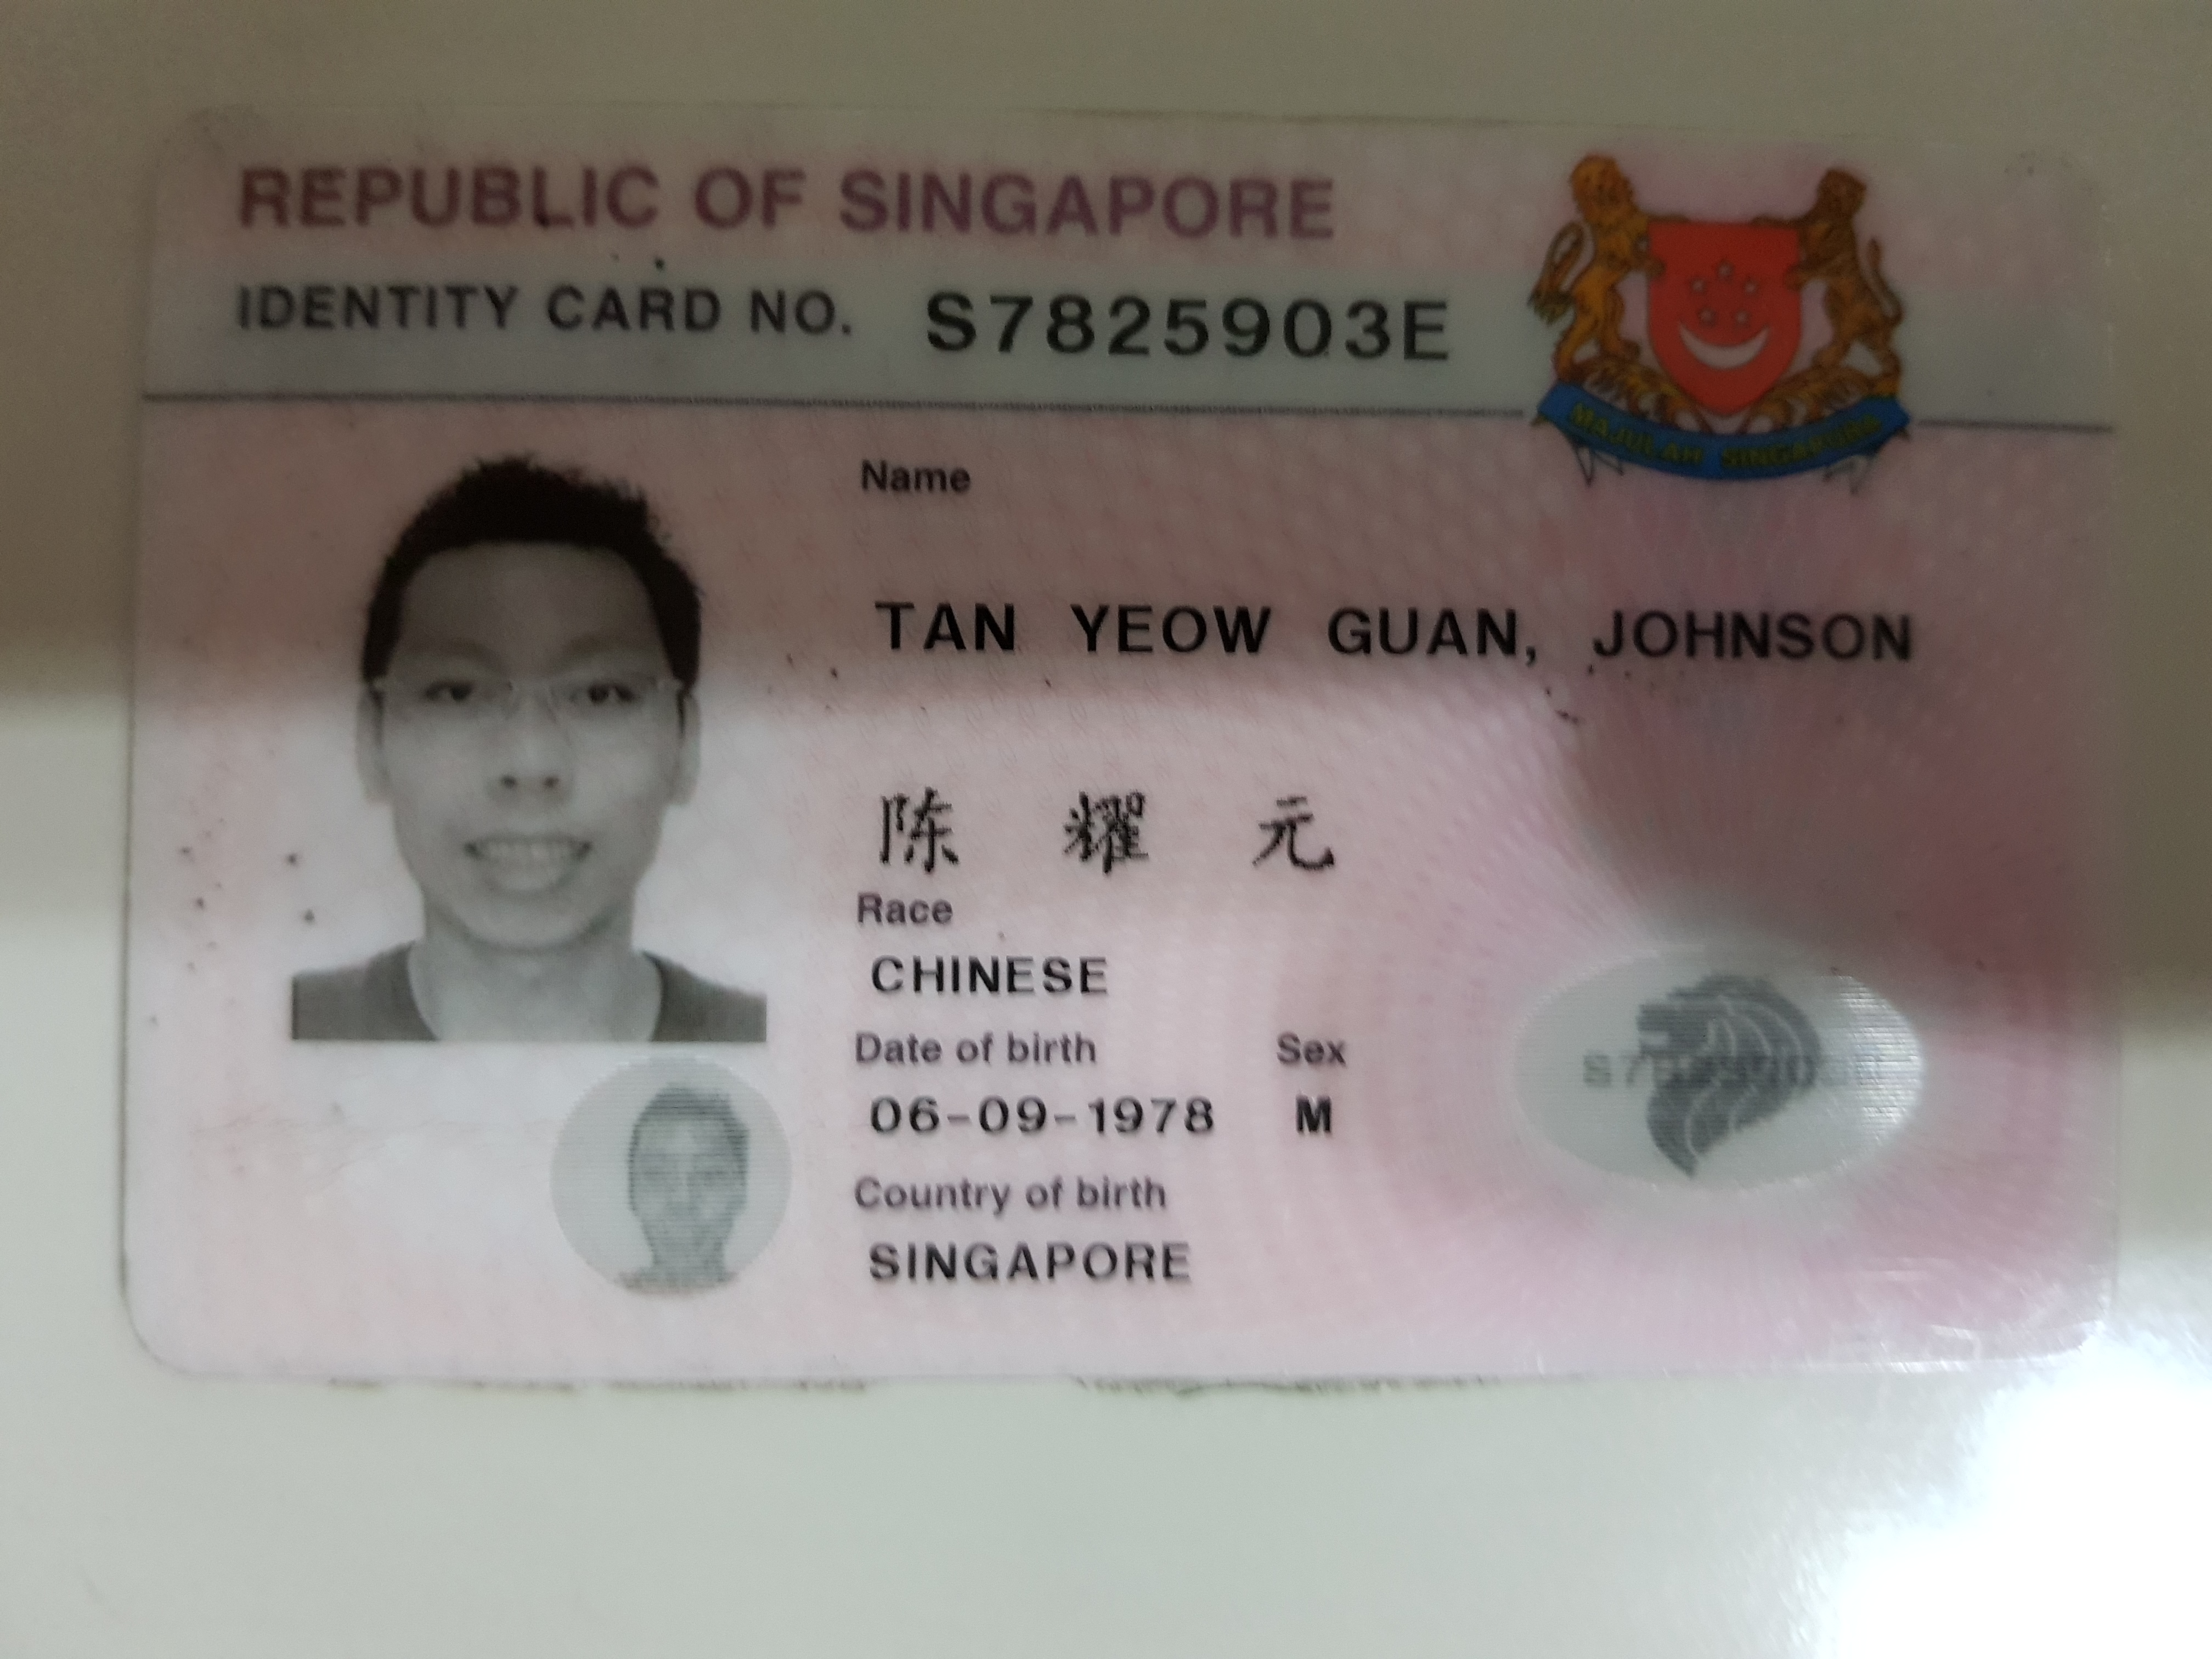 REPUBLIC OF SINGAPORE
IDENTITY CARD NO. S7825903E
MAJULAH SINGAPURA
Name
TAN YEOW GUAN, JOHNSON
陈 耀 元
Race
CHINESE
Date of birth Sex
06-09-1978 M
Country of birth
SINGAPORE